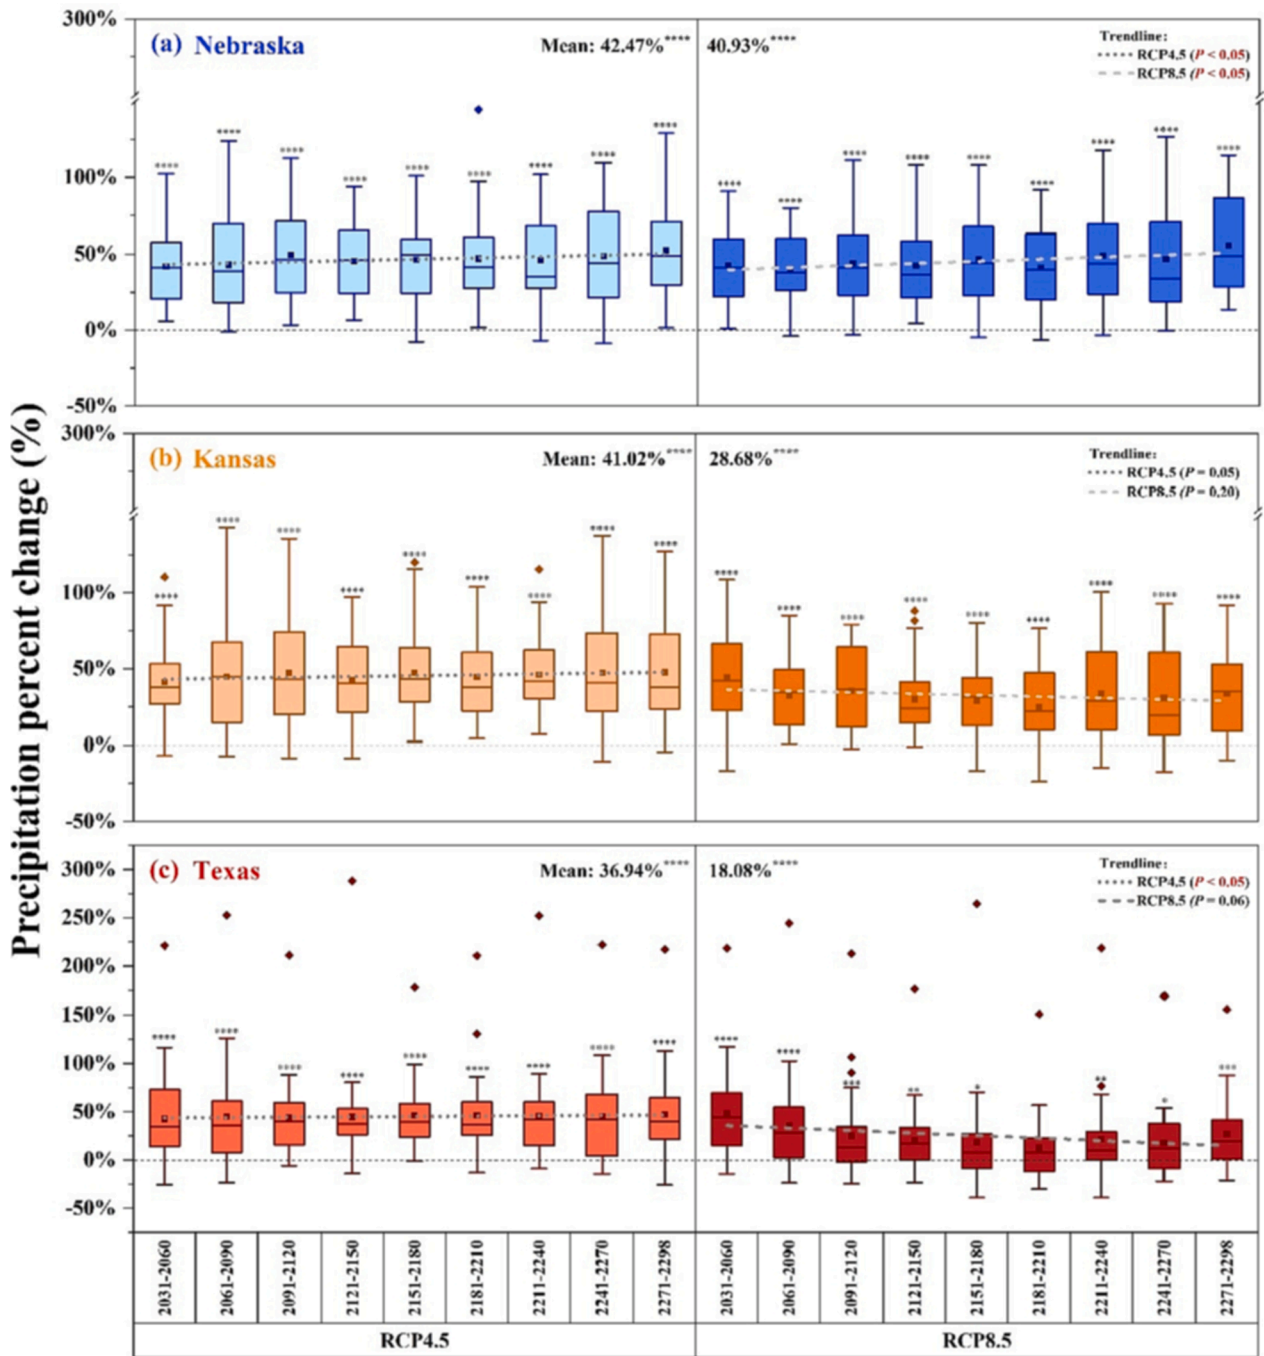 Precipitation percent change (%)
300%
100%
50%
0%
-50%
(a) Nebraska
Mean: 42.47%****
40.93%****
Trendline:
RCP4.5 (P < 0.05)
RCP8.5 (P < 0.05)
**** **** **** **** **** **** **** **** ****
**** **** **** **** **** **** **** **** ****
300%
100%
50%
0%
-50%
(b) Kansas
Mean: 41.02%****
28.68%****
Trendline:
RCP4.5 (P = 0.05)
RCP8.5 (P = 0.20)
**** **** **** **** **** **** **** **** ****
**** **** **** **** **** **** **** **** ****
300%
250%
200%
150%
100%
50%
0%
-50%
(c) Texas
Mean: 36.94%****
18.08%****
Trendline:
RCP4.5 (P < 0.05)
RCP8.5 (P = 0.06)
**** **** **** **** **** **** **** **** ****
**** **** *** ** * ** * ***
2031-2060
2061-2090
2091-2120
2121-2150
2151-2180
2181-2210
2211-2240
2241-2270
2271-2298
2031-2060
2061-2090
2091-2120
2121-2150
2151-2180
2181-2210
2211-2240
2241-2270
2271-2298
RCP4.5
RCP8.5